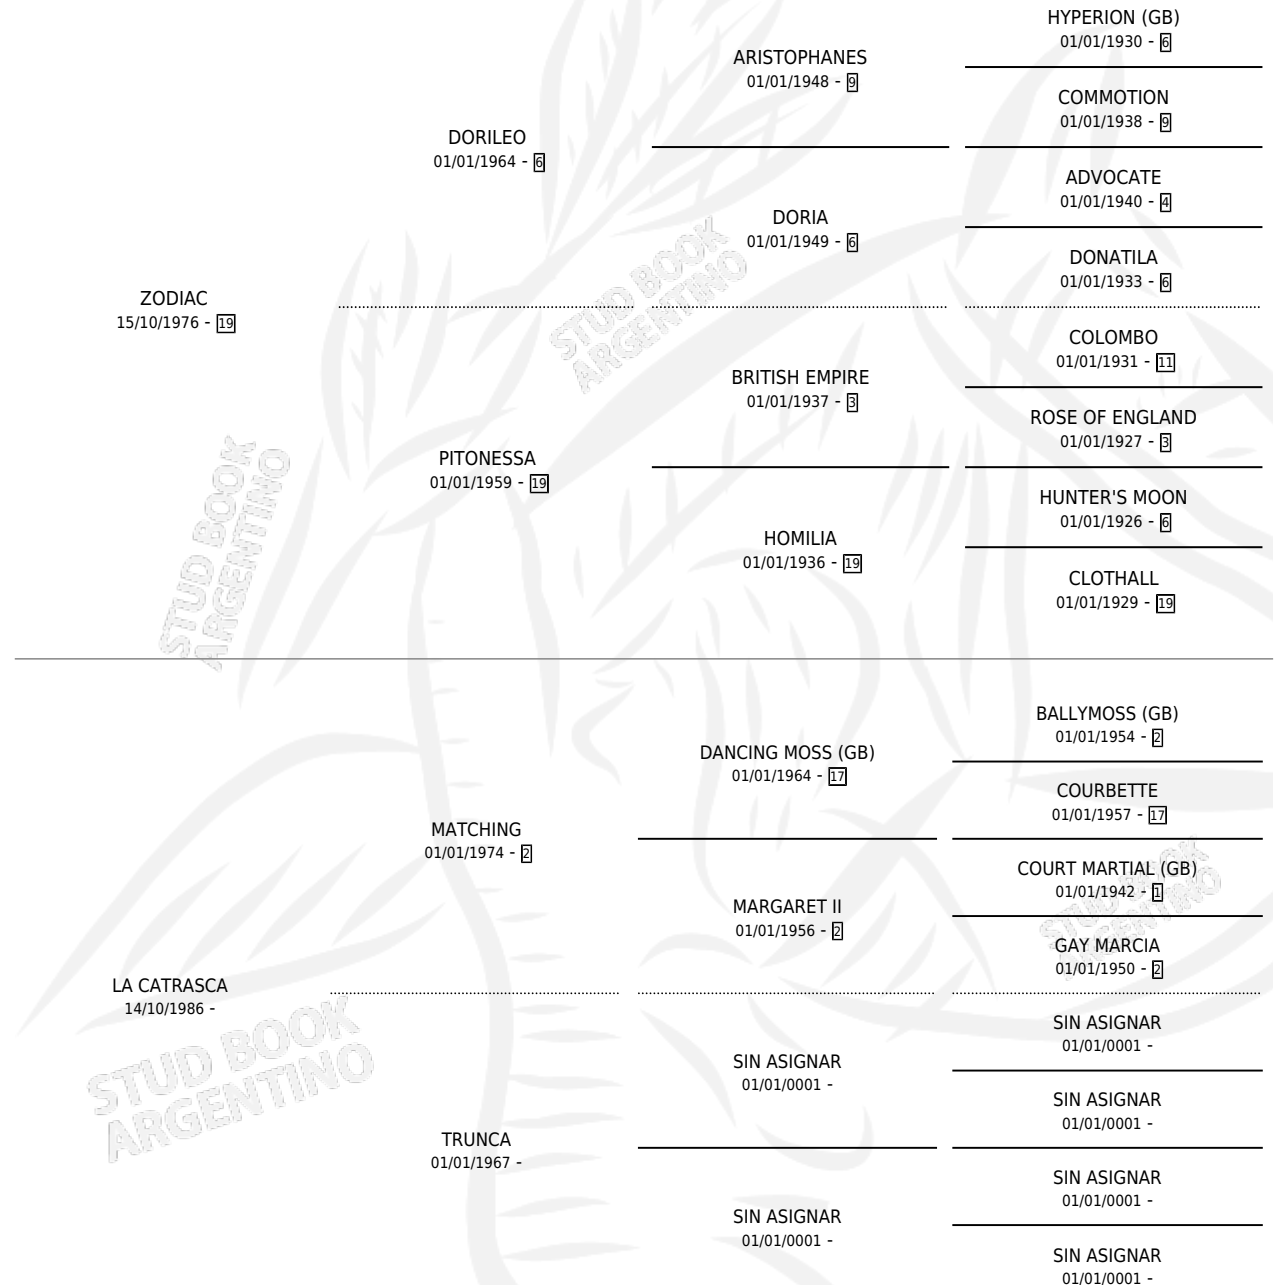 HYPERION (GB)
01/01/1930 - 6
ARISTOPHANES
01/01/1948 - 9
COMMOTION
01/01/1938 - 9
DORILEO
01/01/1964 - 6
ADVOCATE
01/01/1940 - 4
DORIA
01/01/1949 - 6
DONATILA
01/01/1933 - 6
ZODIAC
15/10/1976 - 19
COLOMBO
01/01/1931 - 11
BRITISH EMPIRE
01/01/1937 - 3
ROSE OF ENGLAND
01/01/1927 - 3
PITONESSA
01/01/1959 - 19
HUNTER'S MOON
01/01/1926 - 6
HOMILIA
01/01/1936 - 19
CLOTHALL
01/01/1929 - 19
BALLYMOSS (GB)
01/01/1954 - 2
DANCING MOSS (GB)
01/01/1964 - 17
COURBETTE
01/01/1957 - 17
MATCHING
01/01/1974 - 2
COURT MARTIAL (GB)
01/01/1942 - 1
MARGARET II
01/01/1956 - 2
GAY MARCIA
01/01/1950 - 2
LA CATRASCA
14/10/1986 -
SIN ASIGNAR
01/01/0001 -
SIN ASIGNAR
01/01/0001 -
SIN ASIGNAR
01/01/0001 -
TRUNCA
01/01/1967 -
SIN ASIGNAR
01/01/0001 -
SIN ASIGNAR
01/01/0001 -
SIN ASIGNAR
01/01/0001 -
STUD BOOK
ARGENTINO
STUD BOOK
ARGENTINO
STUD BOOK
ARGENTINO
STUD BOOK
ARGENTINO